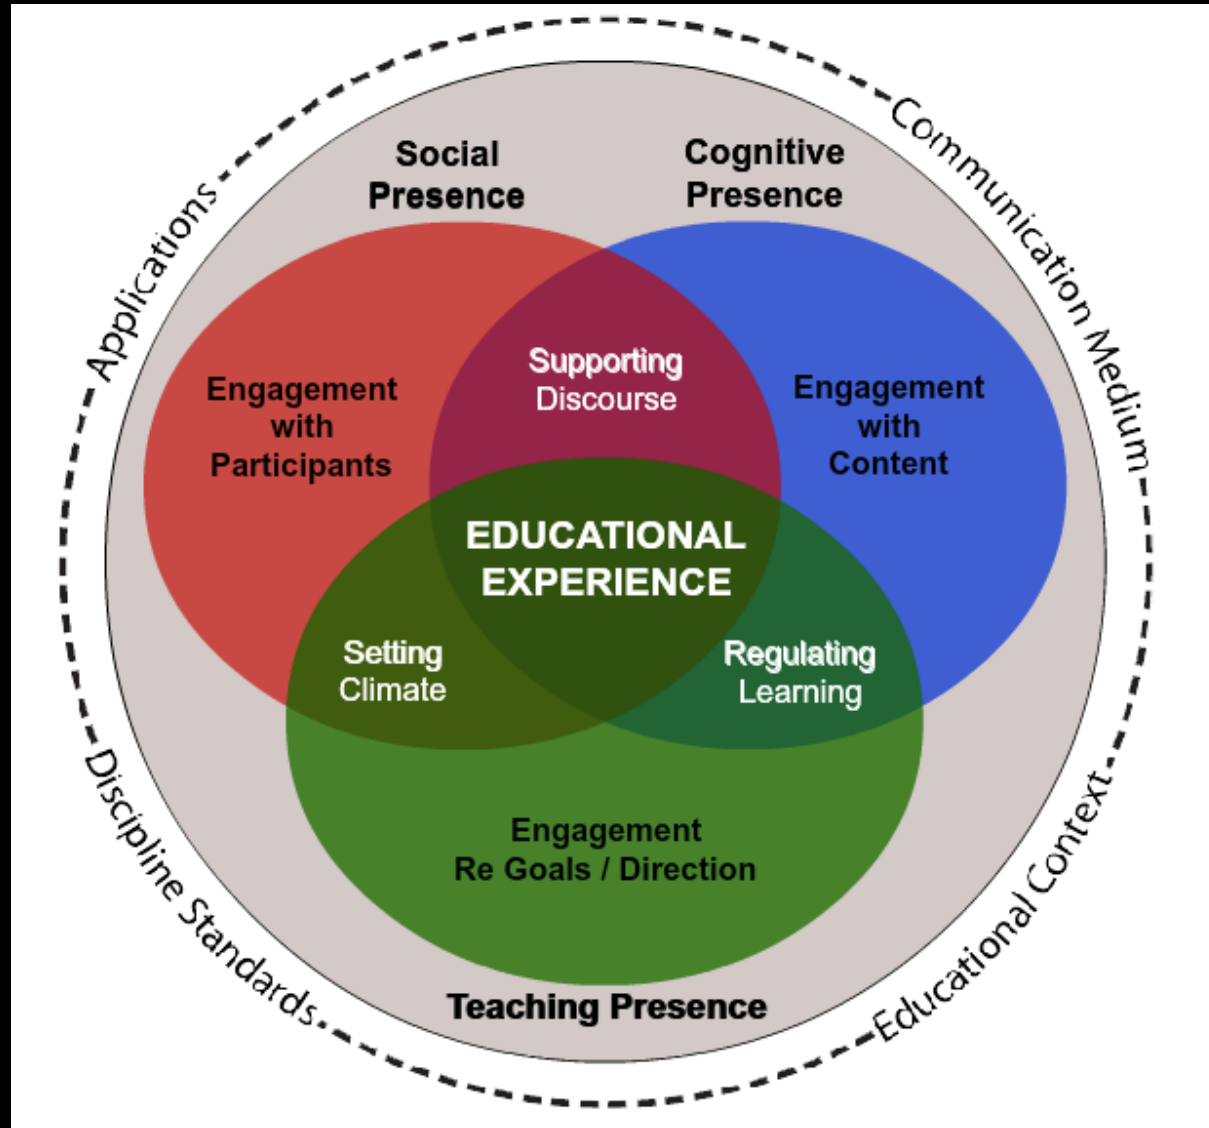 Social
Presence
Cognitive
Presence
Applications
Communication Medium
Engagement
with
Participants
Supporting
Discourse
Engagement
with
Content
EDUCATIONAL
EXPERIENCE
Setting
Climate
Regulating
Learning
Engagement
Re Goals / Direction
Teaching Presence
Discipline Standards
Educational Context